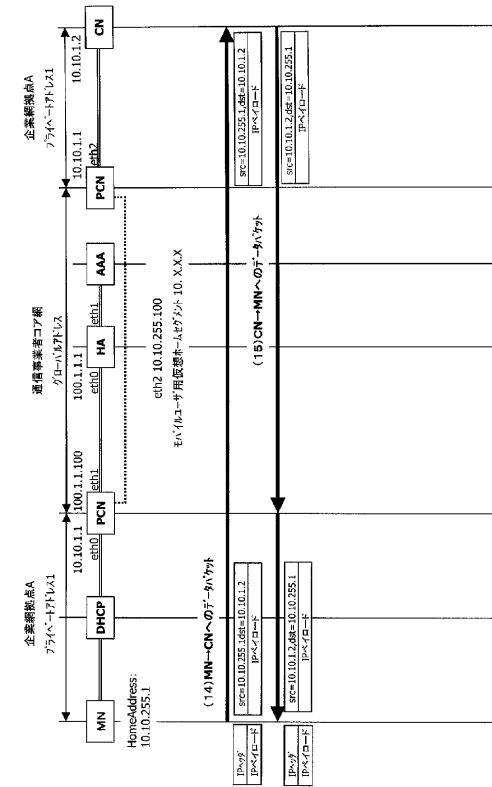 企業網拠点A
プライベートアドレス1
通信事業者コア網
グローバルアドレス
企業網拠点A
プライベートアドレス1
10.10.1.1
100.1.1.100
100.1.1.1
10.10.1.1
10.10.1.2
MN
DHCP
PCN
HA
AAA
PCN
CN
eth0
eth1
eth0
eth1
eth2
HomeAddress:
10.10.255.1
eth2 10.10.255.100
モバイルユーザ用仮想ホームセグメント 10. X.X.X
(14)MN→CNへのデータパケット
IPヘッダ
IPペイロード
src=10.10.255.1dst=10.10.1.2
IPペイロード
src=10.10.255.1,dst=10.10.1.2
IPペイロード
(15)CN→MNへのデータパケット
IPヘッダ
IPペイロード
src=10.10.1.2,dst=10.10.255.1
IPペイロード
src=10.10.1.2,dst=10.10.255.1
IPペイロード